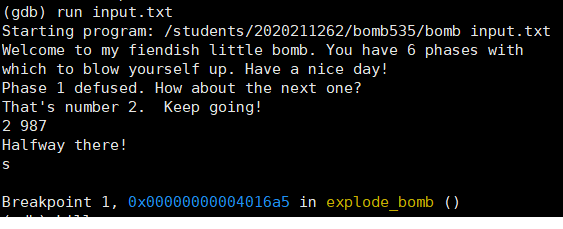 (gdb) run input.txt
Starting program: /students/2020211262/bomb535/bomb input.txt
Welcome to my fiendish little bomb. You have 6 phases with
which to blow yourself up. Have a nice day!
Phase 1 defused. How about the next one?
That's number 2.  Keep going!
2 987
Halfway there!
s
Breakpoint 1, 0x00000000004016a5 in explode_bomb ()